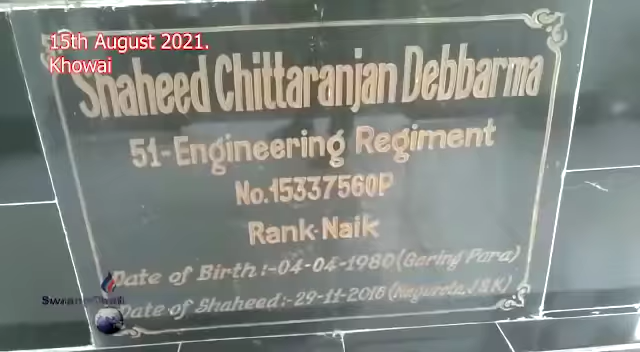 15th August 2021.
Khowai
Shaheed Chittaranjan Debbarma
51-Engineering Regiment
No.15337560P
Rank-Naik
Date of Birth:-04-04-1980(Garing Para)
Date of Shaheed:-29-11-2016(Nagurota, J&K)